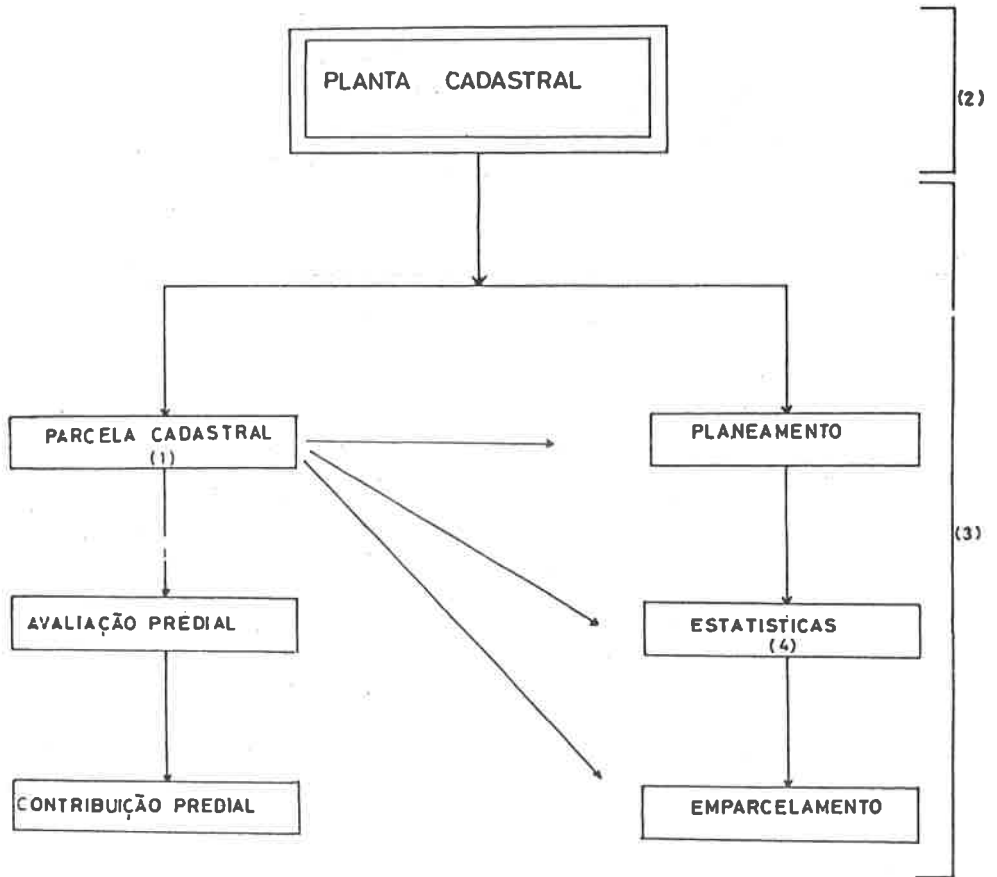 PLANTA CADASTRAL
(2)
PARCELA CADASTRAL
(1)
PLANEAMENTO
(3)
AVALIAÇÃO PREDIAL
ESTATISTICAS
(4)
CONTRIBUIÇÃO PREDIAL
EMPARCELAMENTO